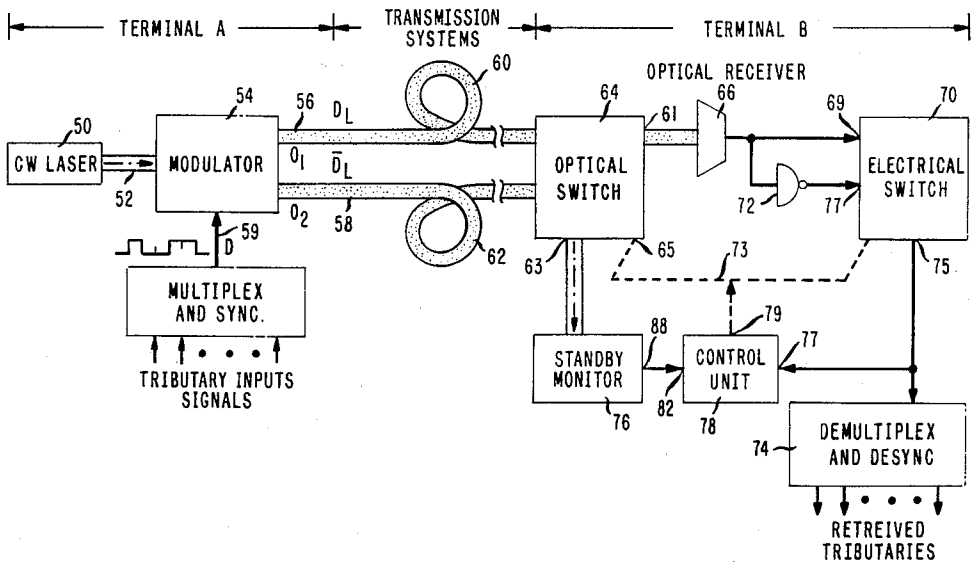 TERMINAL A
TRANSMISSION
SYSTEMS
TERMINAL B
50
CW LASER
52
54
MODULATOR
56
D_L
O_1
D̅_L
O_2
58
60
62
59
D
MULTIPLEX
AND SYNC.
TRIBUTARY INPUTS
SIGNALS
64
OPTICAL
SWITCH
61
63
65
OPTICAL RECEIVER
66
69
70
ELECTRICAL
SWITCH
72
77
73
75
STANDBY
MONITOR
76
88
82
79
CONTROL
UNIT
78
77
74
DEMULTIPLEX
AND DESYNC
RETREIVED
TRIBUTARIES